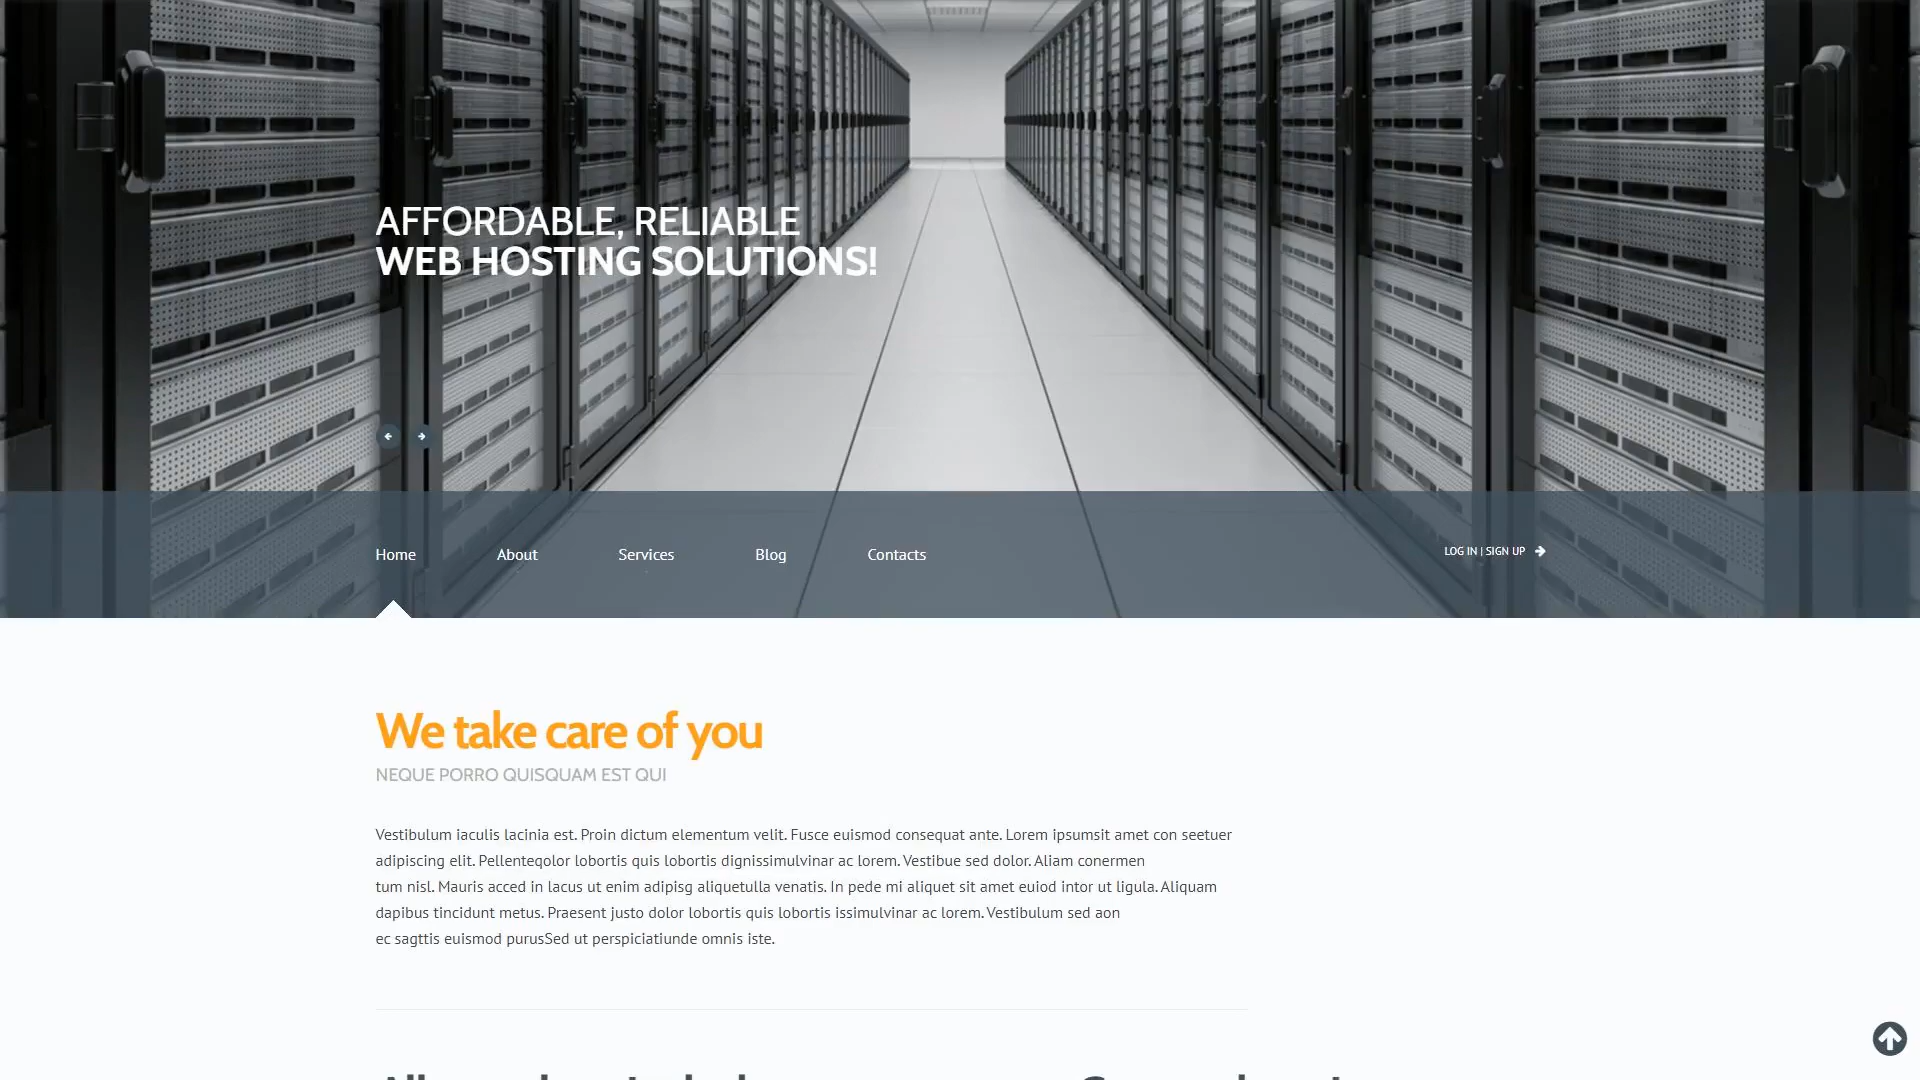 AFFORDABLE, RELIABLE
WEB HOSTING SOLUTIONS!
Home
About
Services
Blog
Contacts
LOG IN | SIGN UP
We take care of you
NEQUE PORRO QUISQUAM EST QUI
Vestibulum iaculis lacinia est. Proin dictum elementum velit. Fusce euismod consequat ante. Lorem ipsumsit amet con seetuer
adipiscing elit. Pellenteqolor lobortis quis lobortis dignissimulvinar ac lorem. Vestibue sed dolor. Aliam conermen
tum nisl. Mauris acced in lacus ut enim adipisg aliquetulla venatis. In pede mi aliquet sit amet euiod intor ut ligula. Aliquam
dapibus tincidunt metus. Praesent justo dolor lobortis quis lobortis issimulvinar ac lorem. Vestibulum sed aon
ec sagttis euismod purusSed ut perspiciatiunde omnis iste.